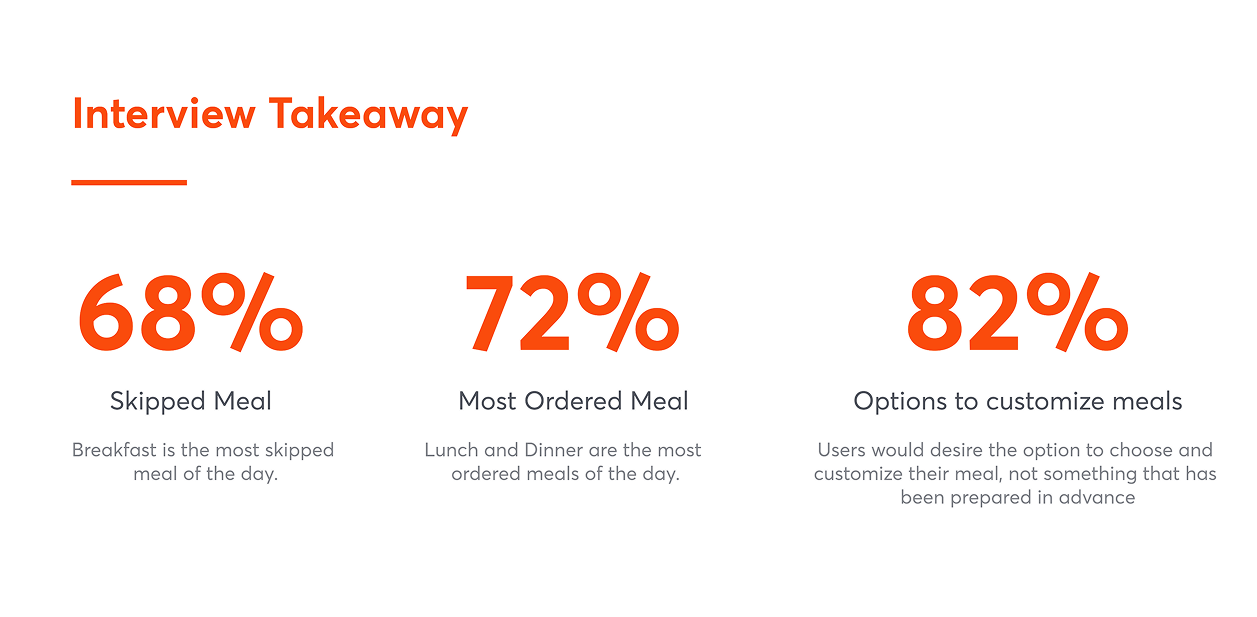 Interview Takeaway
68%
Skipped Meal
Breakfast is the most skipped
meal of the day.
72%
Most Ordered Meal
Lunch and Dinner are the most
ordered meals of the day.
82%
Options to customize meals
Users would desire the option to choose and
customize their meal, not something that has
been prepared in advance